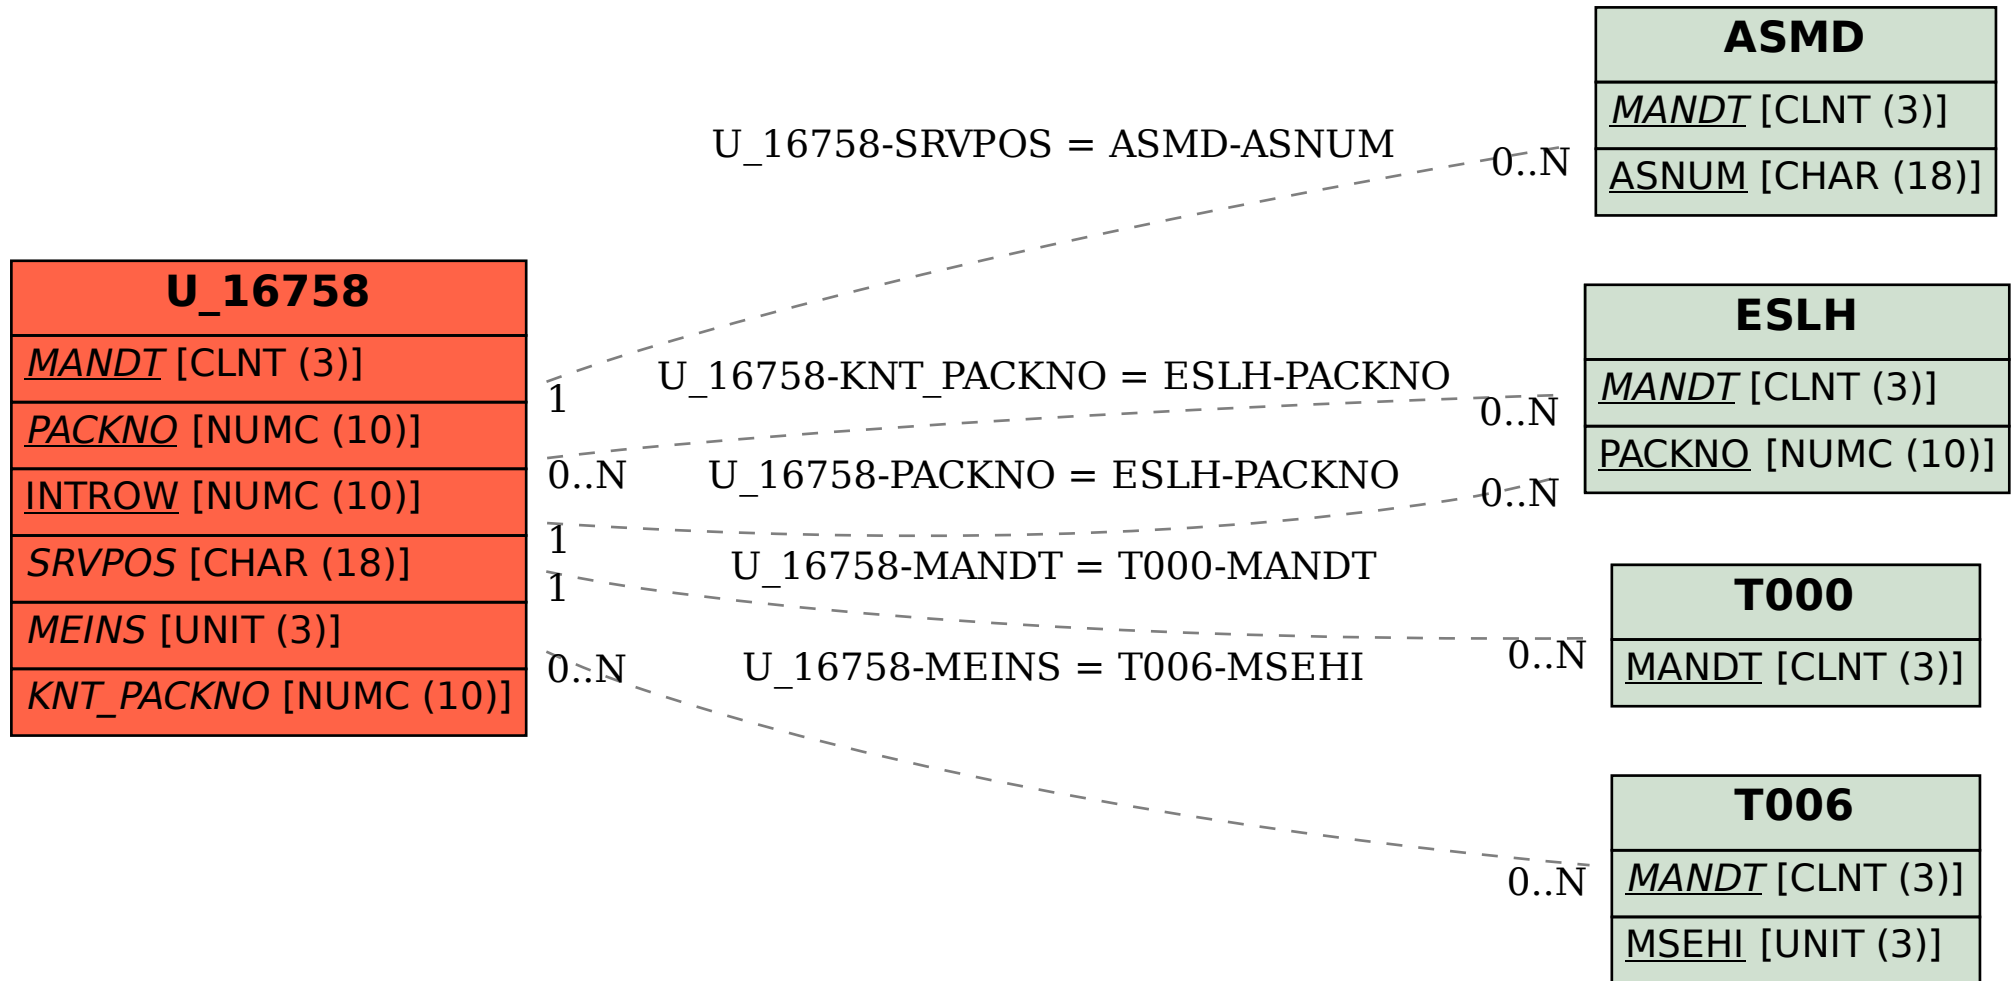 U_16758
MANDT [CLNT (3)]
PACKNO [NUMC (10)]
INTROW [NUMC (10)]
SRVPOS [CHAR (18)]
MEINS [UNIT (3)]
KNT_PACKNO [NUMC (10)]
U_16758-SRVPOS = ASMD-ASNUM
0..N
1
U_16758-KNT_PACKNO = ESLH-PACKNO
0..N
0..N
U_16758-PACKNO = ESLH-PACKNO
0..N
1
U_16758-MANDT = T000-MANDT
1
0..N
U_16758-MEINS = T006-MSEHI
0..N
0..N
ASMD
MANDT [CLNT (3)]
ASNUM [CHAR (18)]
ESLH
MANDT [CLNT (3)]
PACKNO [NUMC (10)]
T000
MANDT [CLNT (3)]
T006
MANDT [CLNT (3)]
MSEHI [UNIT (3)]